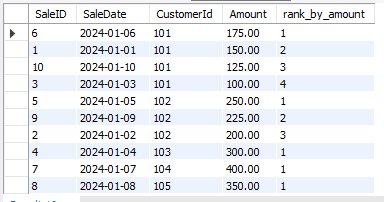 SaleID SaleDate CustomerId Amount rank_by_amount
6 2024-01-06 101 175.00 1
1 2024-01-01 101 150.00 2
10 2024-01-10 101 125.00 3
3 2024-01-03 101 100.00 4
5 2024-01-05 102 250.00 1
9 2024-01-09 102 225.00 2
2 2024-01-02 102 200.00 3
4 2024-01-04 103 300.00 1
7 2024-01-07 104 400.00 1
8 2024-01-08 105 350.00 1